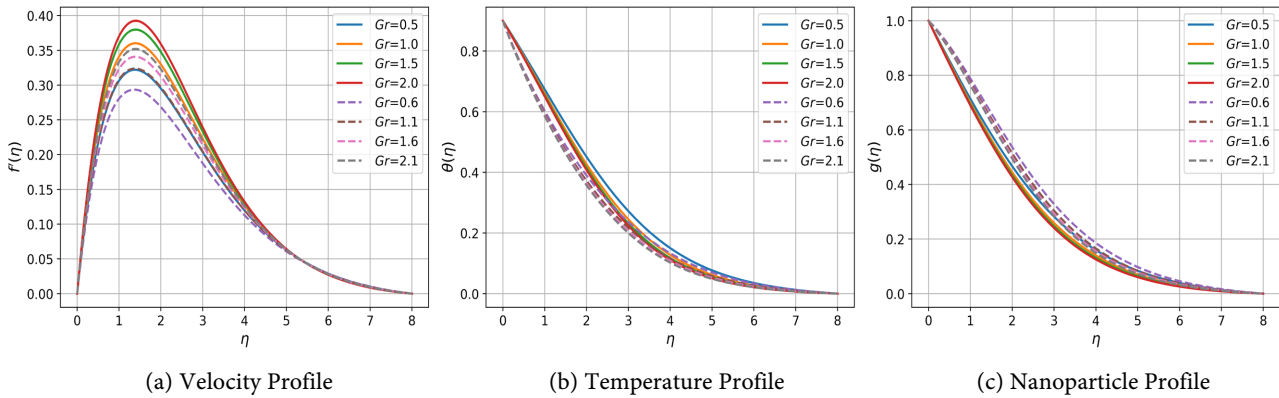 0.40
0.35
0.30
0.25
0.20
0.15
0.10
0.05
0.00
f′(η)
0 1 2 3 4 5 6 7 8
η
Gr=0.5
Gr=1.0
Gr=1.5
Gr=2.0
Gr=0.6
Gr=1.1
Gr=1.6
Gr=2.1
(a) Velocity Profile
0.8
0.6
0.4
0.2
0.0
θ(η)
0 1 2 3 4 5 6 7 8
η
Gr=0.5
Gr=1.0
Gr=1.5
Gr=2.0
Gr=0.6
Gr=1.1
Gr=1.6
Gr=2.1
(b) Temperature Profile
1.0
0.8
0.6
0.4
0.2
0.0
g(η)
0 1 2 3 4 5 6 7 8
η
Gr=0.5
Gr=1.0
Gr=1.5
Gr=2.0
Gr=0.6
Gr=1.1
Gr=1.6
Gr=2.1
(c) Nanoparticle Profile